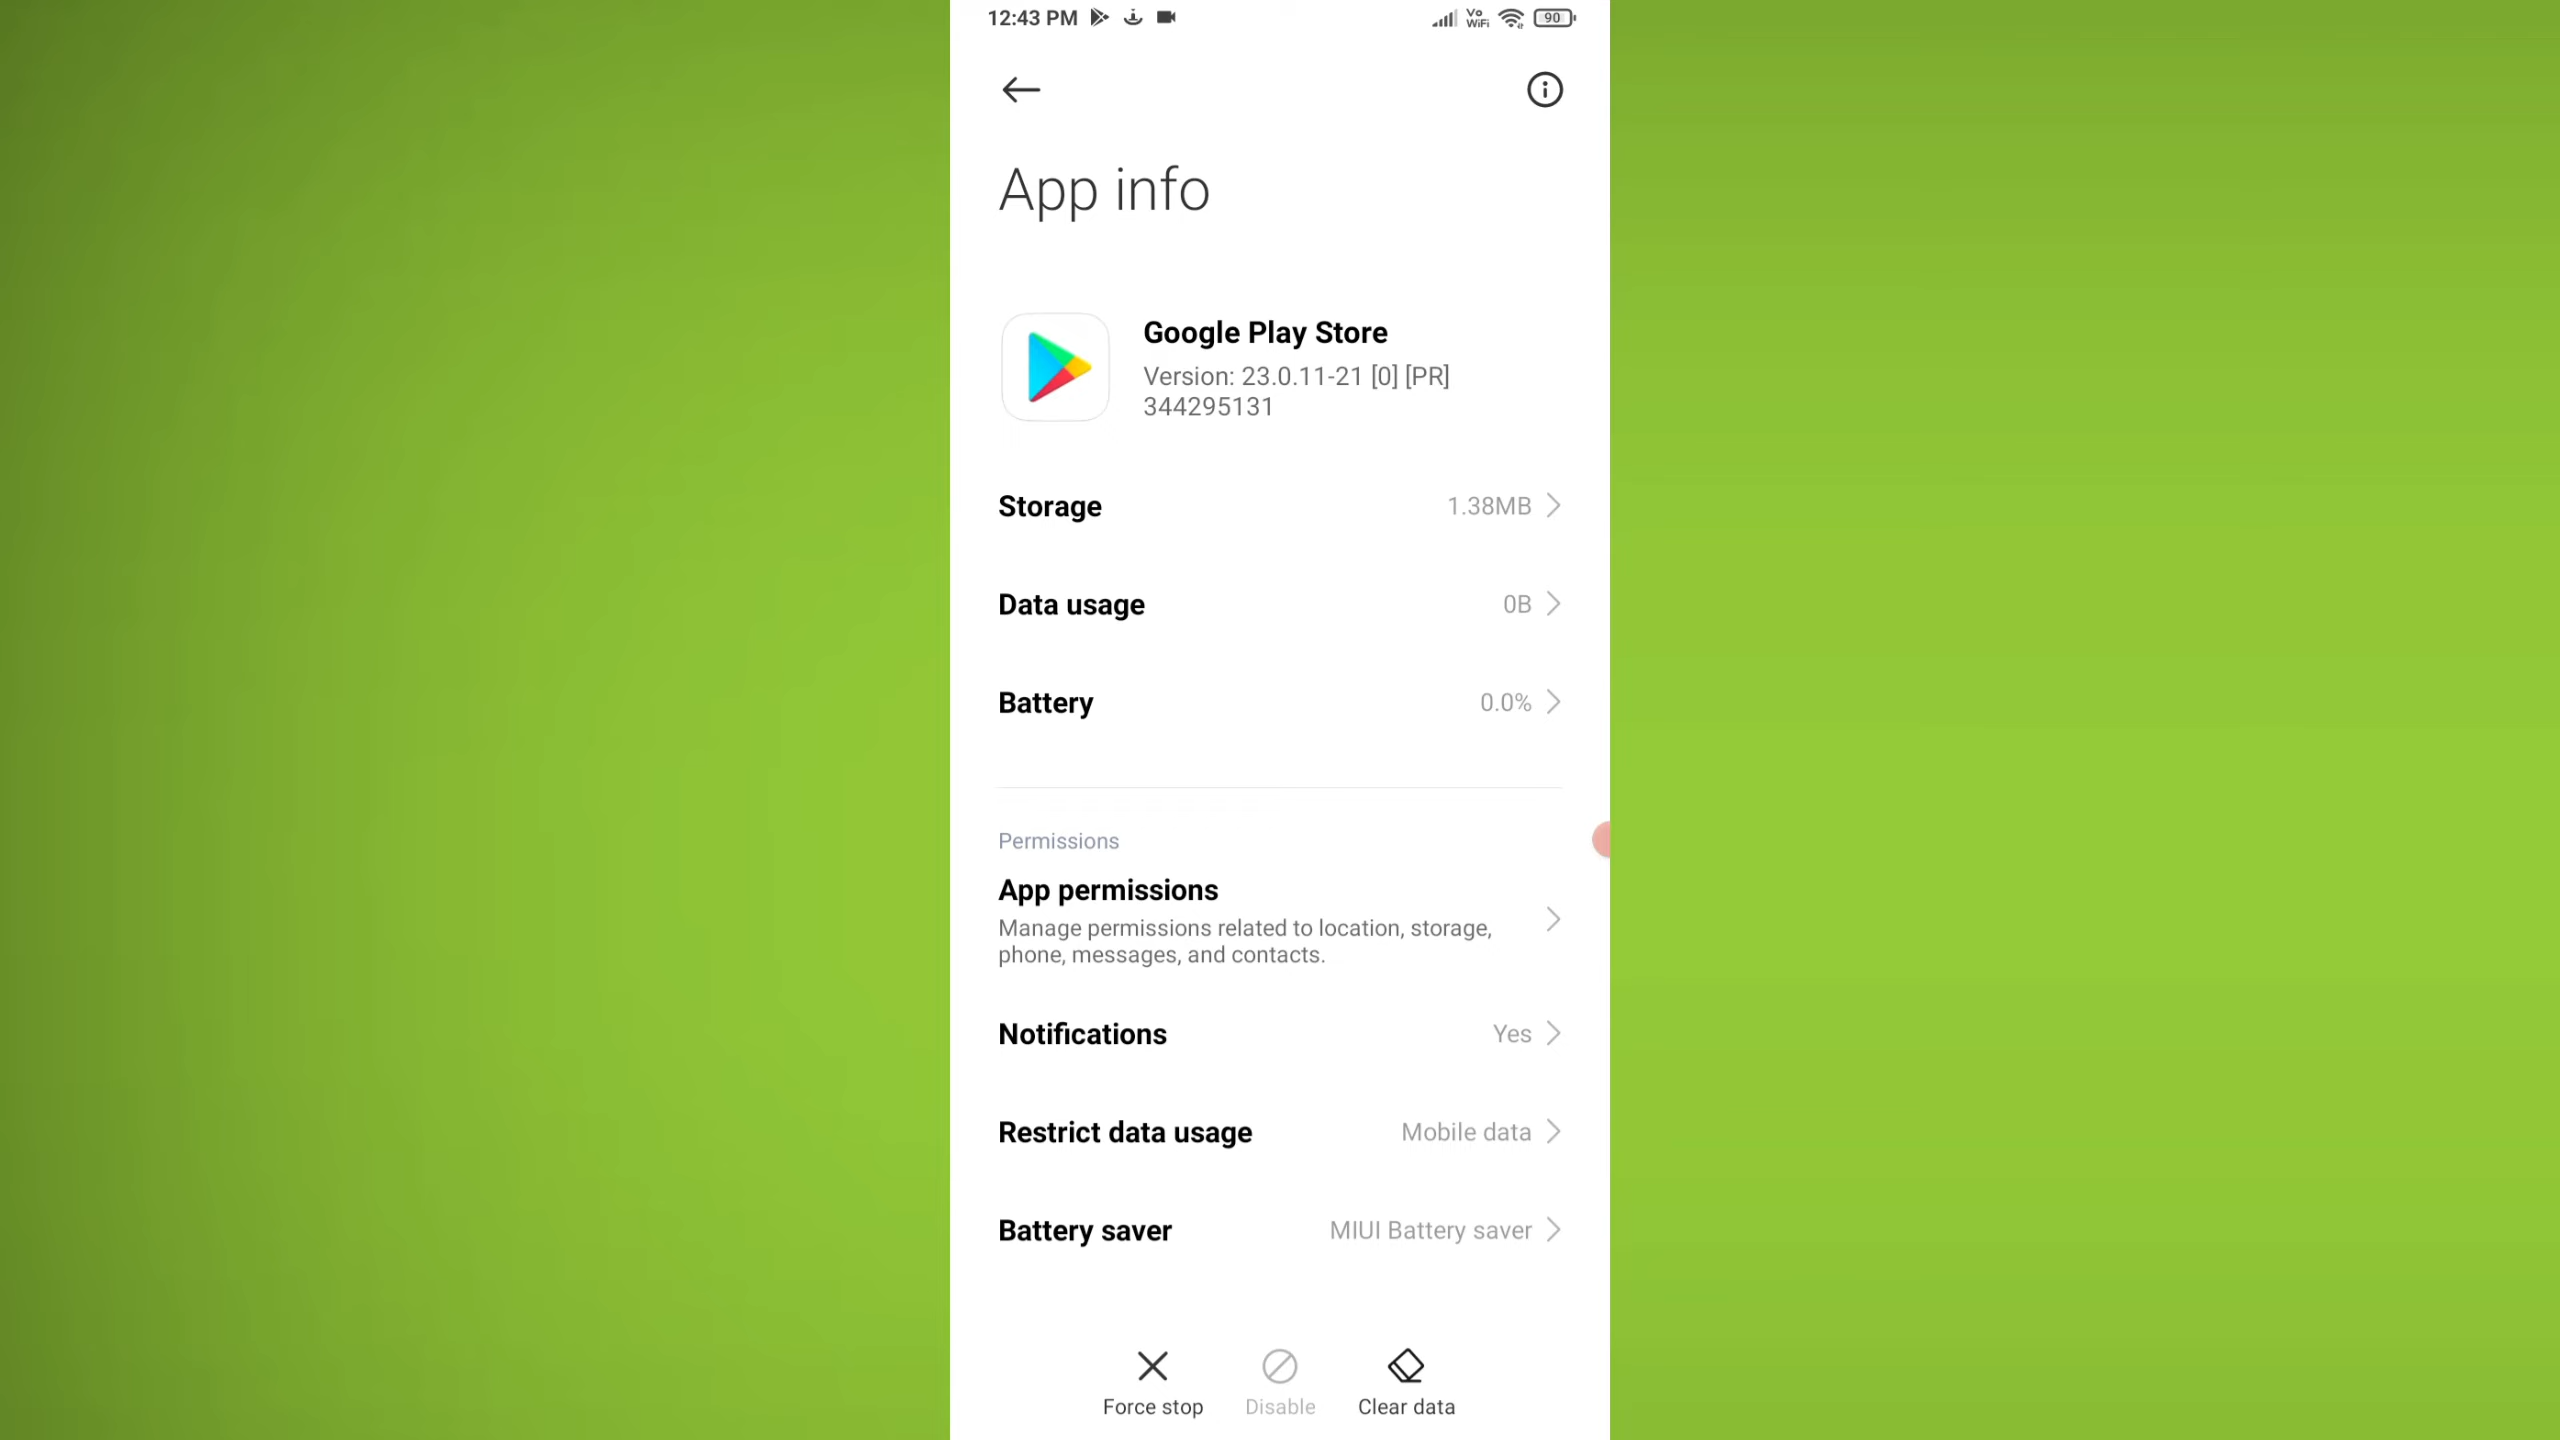 12:43 PM
Vo
WiFi
90
App info
Google Play Store
Version: 23.0.11-21 [0] [PR]
344295131
Storage 1.38MB
Data usage 0B
Battery 0.0%
Permissions
App permissions
Manage permissions related to location, storage,
phone, messages, and contacts.
Notifications Yes
Restrict data usage Mobile data
Battery saver MIUI Battery saver
Force stop Disable Clear data